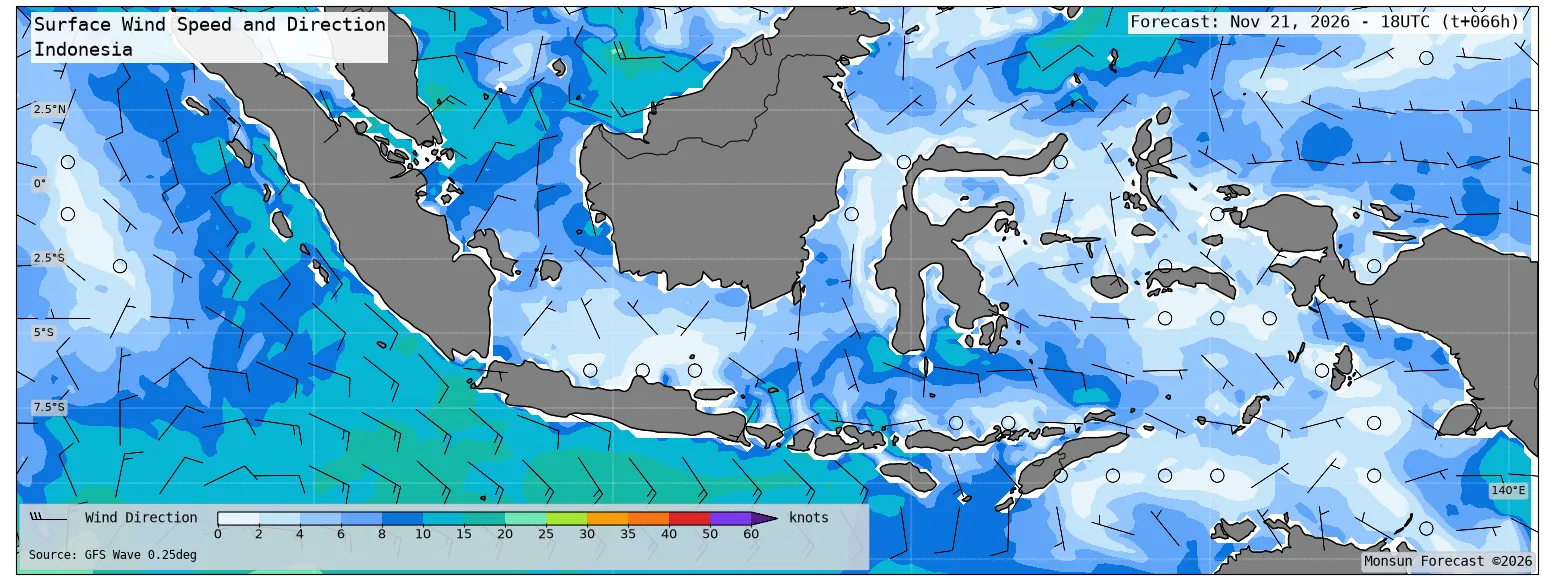 Surface Wind Speed and Direction
Indonesia
Forecast: Nov 21, 2026 - 18UTC (t+066h)
2.5°N
0°
2.5°S
5°S
7.5°S
140°E
Wind Direction
0 2 4 6 8 10 15 20 25 30 35 40 50 60 knots
Source: GFS Wave 0.25deg
Monsun Forecast ©2026